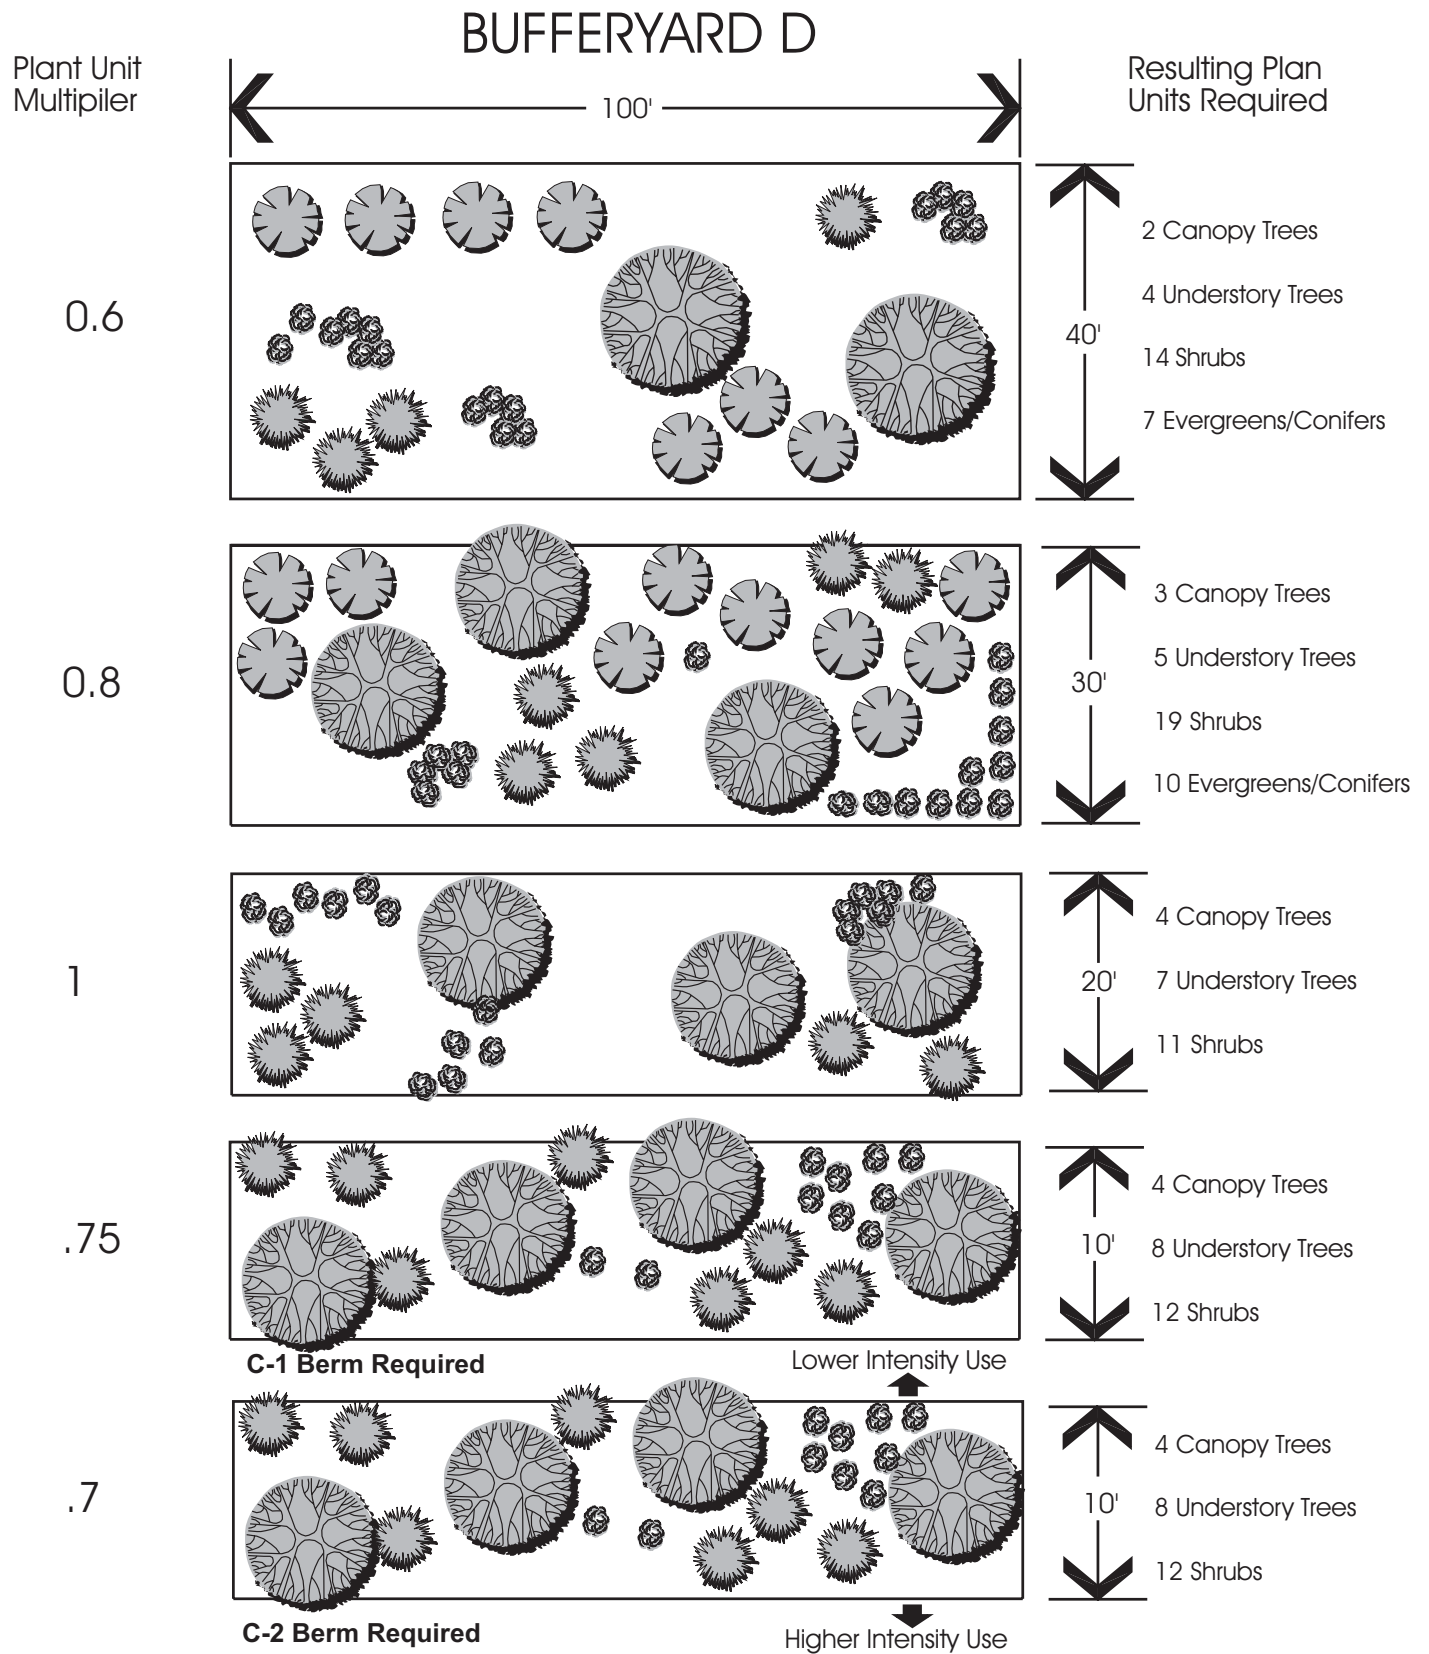 BUFFERYARD D
Plant Unit
Multipiler
100'
Resulting Plan
Units Required
0.6
40'
2 Canopy Trees
4 Understory Trees
14 Shrubs
7 Evergreens/Conifers
0.8
30'
3 Canopy Trees
5 Understory Trees
19 Shrubs
10 Evergreens/Conifers
1
20'
4 Canopy Trees
7 Understory Trees
11 Shrubs
.75
10'
4 Canopy Trees
8 Understory Trees
12 Shrubs
C-1 Berm Required
Lower Intensity Use
.7
10'
4 Canopy Trees
8 Understory Trees
12 Shrubs
C-2 Berm Required
Higher Intensity Use